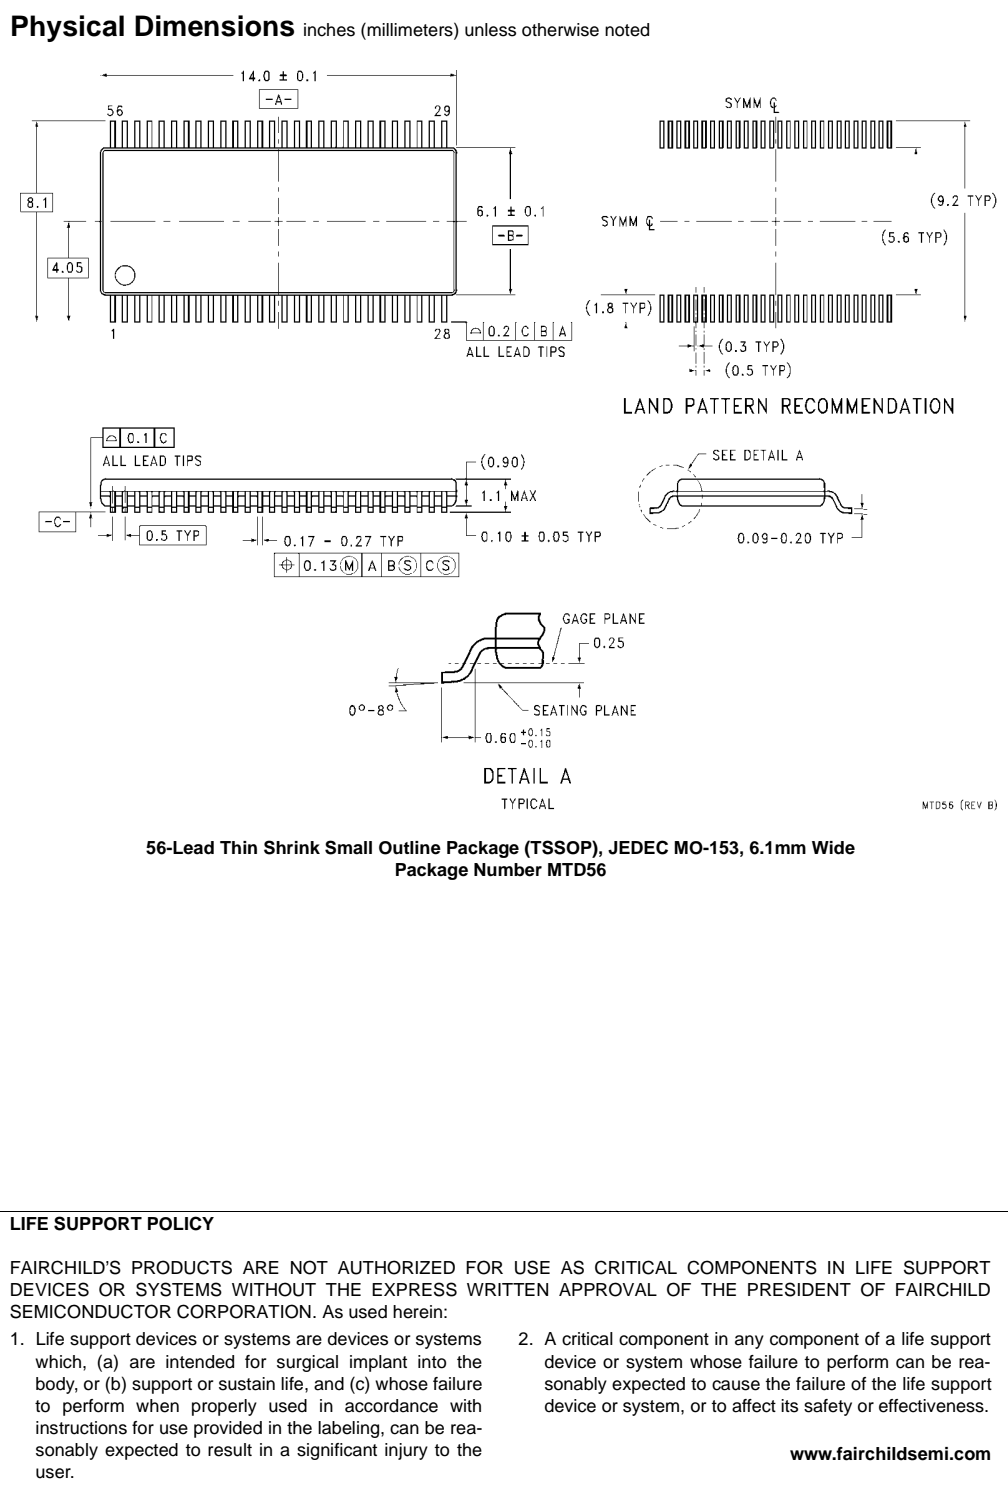 Physical Dimensions inches (millimeters) unless otherwise noted
14.0 ± 0.1
-A-
56
29
8.1
4.05
6.1 ± 0.1
-B-
1
28
⌓ 0.2 C B A
ALL LEAD TIPS
SYMM ℄
SYMM ℄
(9.2 TYP)
(5.6 TYP)
(1.8 TYP)
(0.3 TYP)
(0.5 TYP)
LAND PATTERN RECOMMENDATION
⌓ 0.1 C
ALL LEAD TIPS
-C-
0.5 TYP
0.17 - 0.27 TYP
⌖ 0.13Ⓜ A BⓈ CⓈ
(0.90)
1.1 MAX
0.10 ± 0.05 TYP
SEE DETAIL A
0.09-0.20 TYP
GAGE PLANE
0.25
0°-8°
SEATING PLANE
0.60 +0.15 -0.10
DETAIL A
TYPICAL
MTD56 (REV B)
56-Lead Thin Shrink Small Outline Package (TSSOP), JEDEC MO-153, 6.1mm Wide
Package Number MTD56
LIFE SUPPORT POLICY
FAIRCHILD'S PRODUCTS ARE NOT AUTHORIZED FOR USE AS CRITICAL COMPONENTS IN LIFE SUPPORT
DEVICES OR SYSTEMS WITHOUT THE EXPRESS WRITTEN APPROVAL OF THE PRESIDENT OF FAIRCHILD
SEMICONDUCTOR CORPORATION. As used herein:
1. Life support devices or systems are devices or systems
which, (a) are intended for surgical implant into the
body, or (b) support or sustain life, and (c) whose failure
to perform when properly used in accordance with
instructions for use provided in the labeling, can be rea-
sonably expected to result in a significant injury to the
user.
2. A critical component in any component of a life support
device or system whose failure to perform can be rea-
sonably expected to cause the failure of the life support
device or system, or to affect its safety or effectiveness.
www.fairchildsemi.com